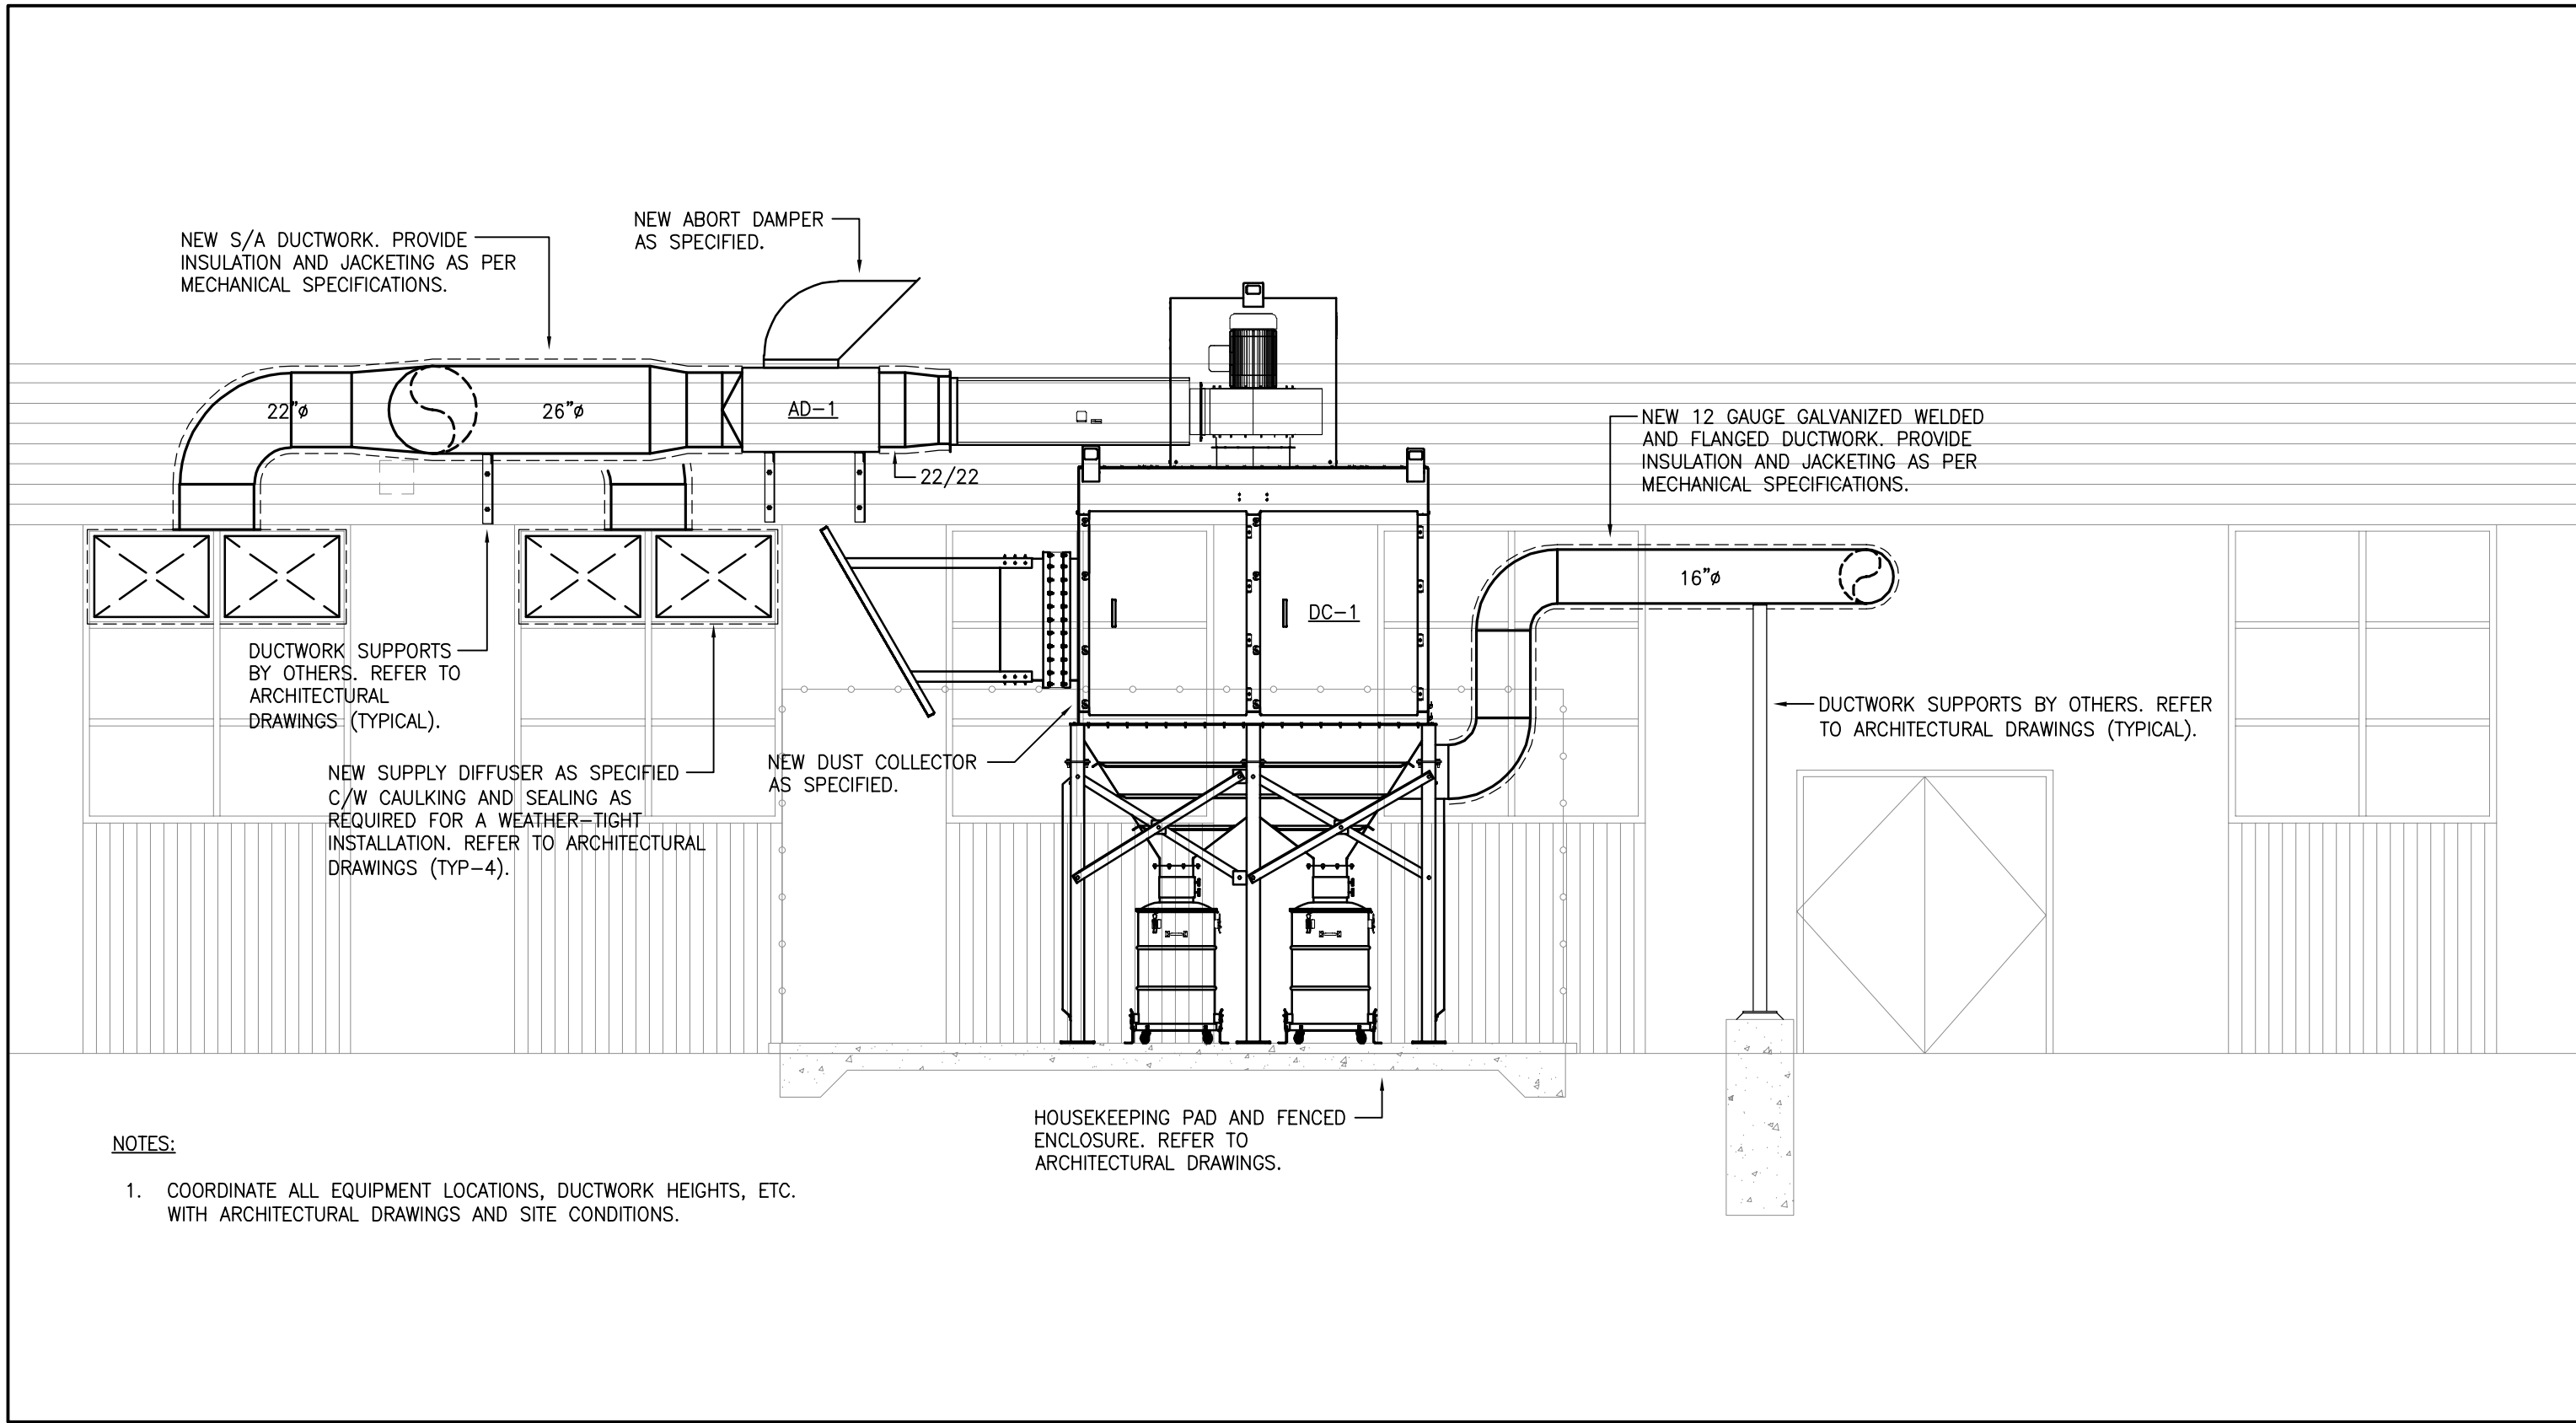 NEW ABORT DAMPER
AS SPECIFIED.
NEW S/A DUCTWORK. PROVIDE
INSULATION AND JACKETING AS PER
MECHANICAL SPECIFICATIONS.
22"ø
26"ø
AD-1
22/22
NEW 12 GAUGE GALVANIZED WELDED
AND FLANGED DUCTWORK. PROVIDE
INSULATION AND JACKETING AS PER
MECHANICAL SPECIFICATIONS.
16"ø
DC-1
DUCTWORK SUPPORTS
BY OTHERS. REFER TO
ARCHITECTURAL
DRAWINGS (TYPICAL).
DUCTWORK SUPPORTS BY OTHERS. REFER
TO ARCHITECTURAL DRAWINGS (TYPICAL).
NEW SUPPLY DIFFUSER AS SPECIFIED
C/W CAULKING AND SEALING AS
REQUIRED FOR A WEATHER-TIGHT
INSTALLATION. REFER TO ARCHITECTURAL
DRAWINGS (TYP-4).
NEW DUST COLLECTOR
AS SPECIFIED.
HOUSEKEEPING PAD AND FENCED
ENCLOSURE. REFER TO
ARCHITECTURAL DRAWINGS.
NOTES:
1. COORDINATE ALL EQUIPMENT LOCATIONS, DUCTWORK HEIGHTS, ETC.
WITH ARCHITECTURAL DRAWINGS AND SITE CONDITIONS.